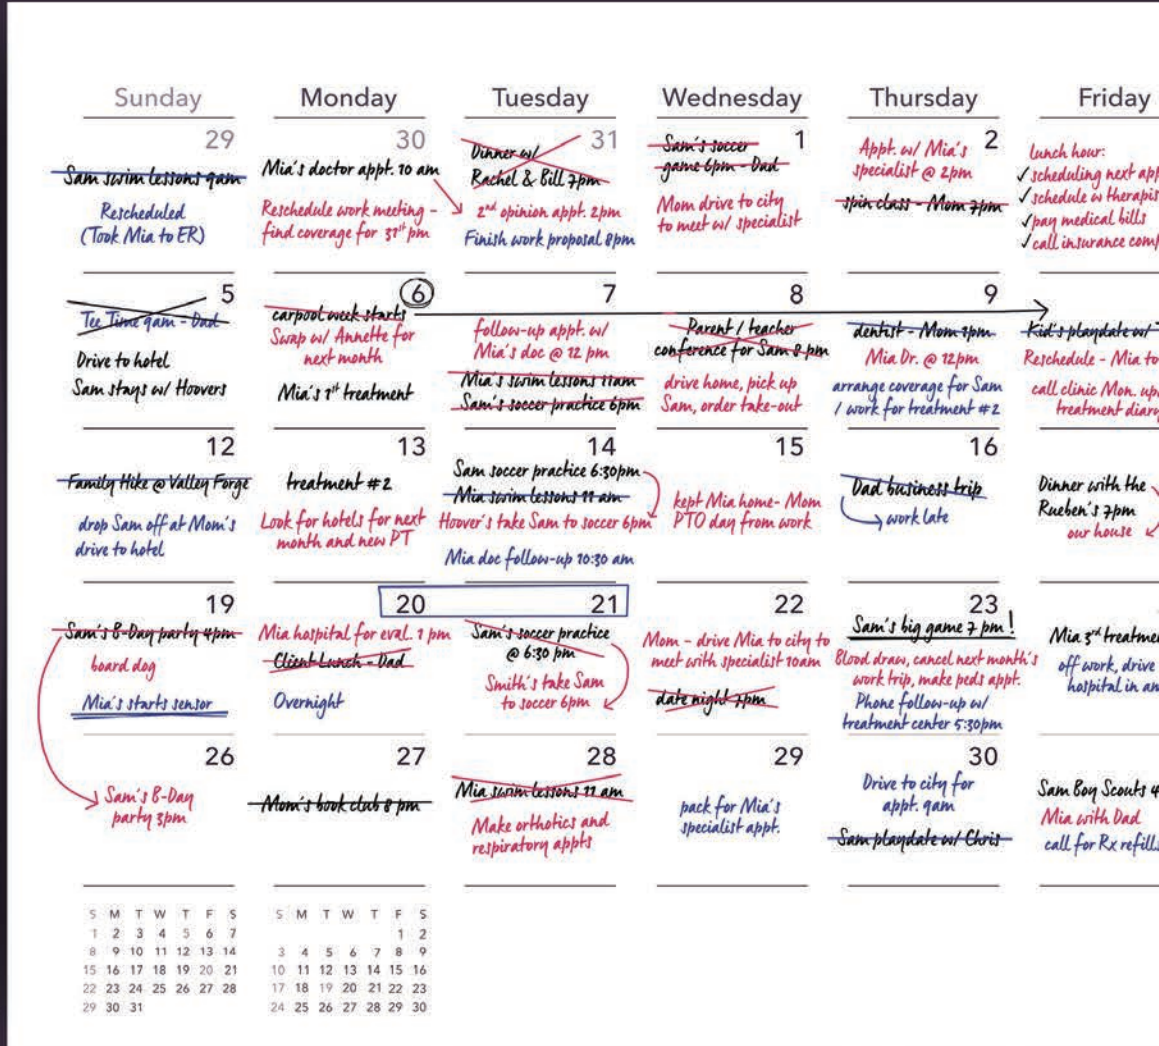 Sunday Monday Tuesday Wednesday Thursday Friday
29
Sam swim lessons 9am
Rescheduled
(Took Mia to ER)
30
Mia's doctor appt. 10 am
Reschedule work meeting -
find coverage for 31st pm
31
Dinner w/
Rachel & Bill 7pm
2nd opinion appt. 2pm
Finish work proposal 8pm
1
Sam's soccer
game 6pm - Dad
Mom drive to city
to meet w/ specialist
2
Appt. w/ Mia's
specialist @ 2pm
spin class - Mom 7pm
lunch hour:
✓ scheduling next app
✓ schedule w therapis
✓ pay medical bills
✓ call insurance comp
5
Tee Time 9am - Dad
Drive to hotel
Sam stays w/ Hoovers
6
carpool week starts
Swap w/ Annette for
next month
Mia's 1st treatment
7
follow-up appt. w/
Mia's doc @ 12 pm
Mia's swim lessons 11am
Sam's soccer practice 6pm
8
Parent / teacher
conference for Sam 8 pm
drive home, pick up
Sam, order take-out
9
dentist - Mom 1pm
Mia Dr. @ 12pm
arrange coverage for Sam
/ work for treatment #2
Kid's playdate w/
Reschedule - Mia to
call clinic Mon. up
treatment diary
12
Family Hike @ Valley Forge
drop Sam off at Mom's
drive to hotel
13
treatment #2
Look for hotels for next
month and new PT
14
Sam soccer practice 6:30pm
Mia swim lessons 11 am
Hoover's take Sam to soccer 6pm
Mia doc follow-up 10:30 am
15
kept Mia home - Mom
PTO day from work
16
Dad business trip
work late
Dinner with the
Rueben's 7pm
our house
19
Sam's B-Day party 4pm
board dog
Mia's starts sensor
20
Mia hospital for eval. 1 pm
Client Lunch - Dad
Overnight
21
Sam's soccer practice
@ 6:30 pm
Smith's take Sam
to soccer 6pm
22
Mom - drive Mia to city to
meet with specialist 10am
date night 7pm
23
Sam's big game 7 pm!
Blood draw, cancel next month's
work trip, make peds appt.
Phone follow-up w/
treatment center 5:30pm
Mia 3rd treatme
off work, drive
hospital in am
26
Sam's B-Day
party 3pm
27
Mom's book club 8 pm
28
Mia swim lessons 11 am
Make orthotics and
respiratory appts
29
pack for Mia's
specialist appt.
30
Drive to city for
appt. 9am
Sam playdate w/ Chris
Sam Boy Scouts 4
Mia with Dad
call for Rx refills
S M T W T F S
1 2 3 4 5 6 7
8 9 10 11 12 13 14
15 16 17 18 19 20 21
22 23 24 25 26 27 28
29 30 31
S M T W T F S
1 2
3 4 5 6 7 8 9
10 11 12 13 14 15 16
17 18 19 20 21 22 23
24 25 26 27 28 29 30